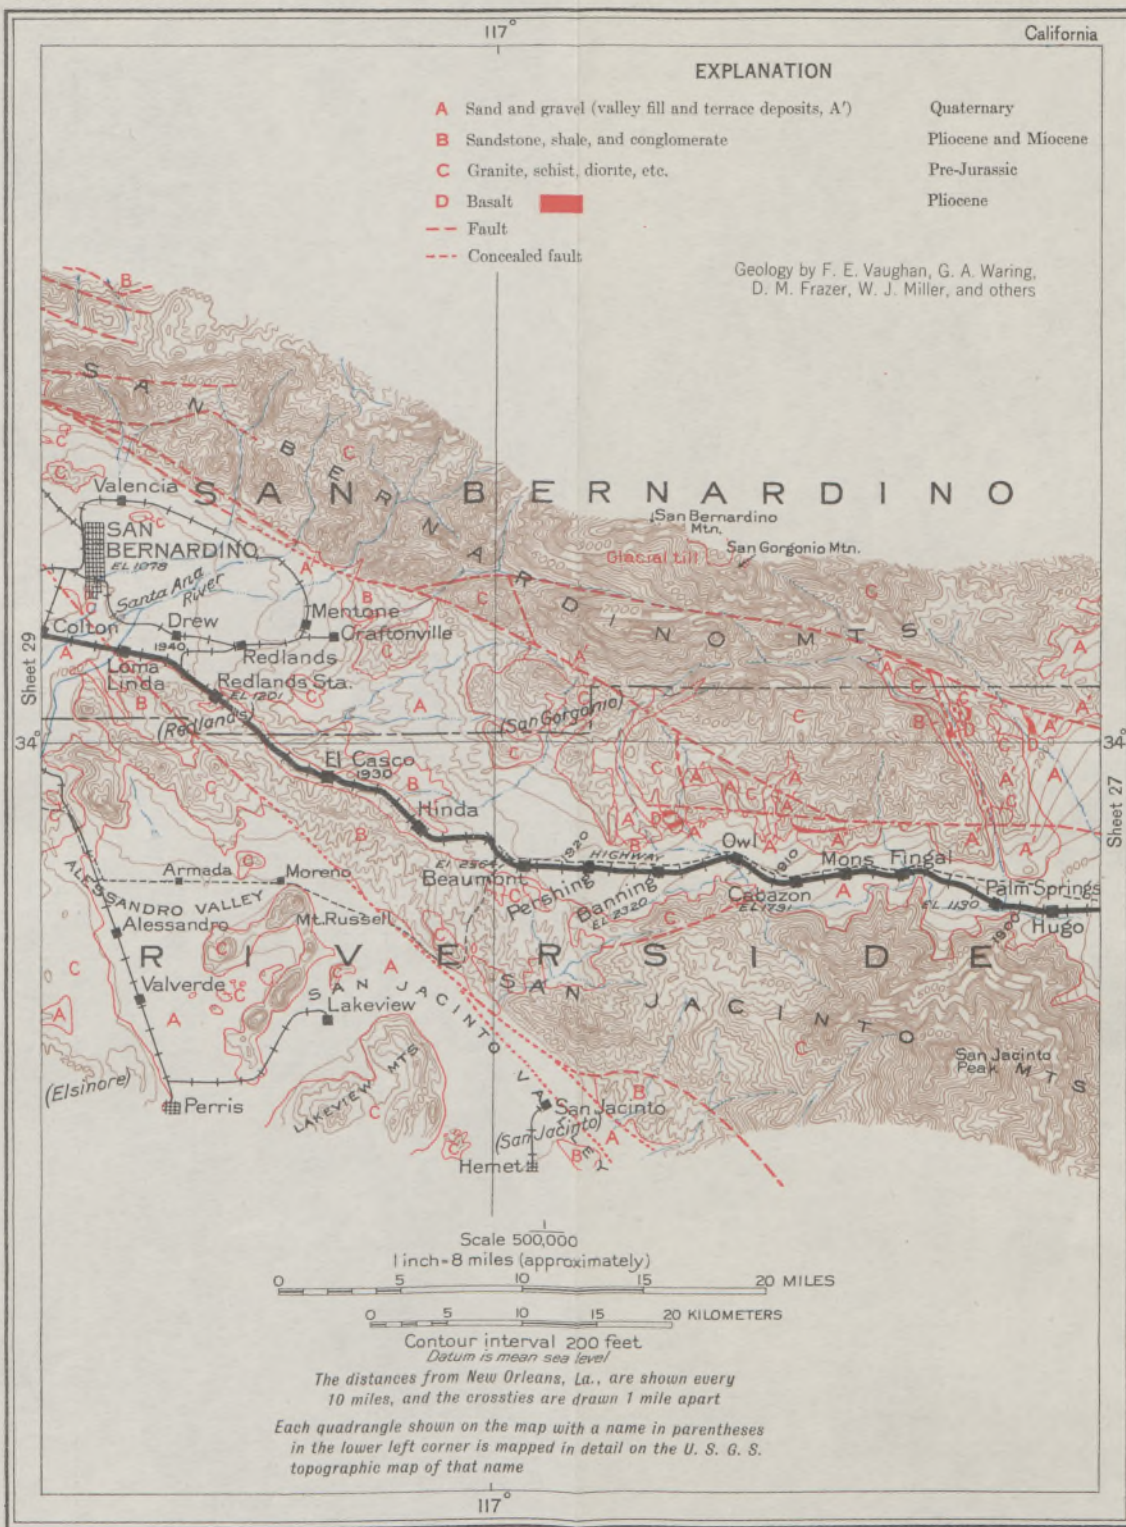 117°
California
EXPLANATION
A Sand and gravel (valley fill and terrace deposits, A') Quaternary
B Sandstone, shale, and conglomerate Pliocene and Miocene
C Granite, schist, diorite, etc. Pre-Jurassic
D Basalt Pliocene
Fault
Concealed fault
Geology by F. E. Vaughan, G. A. Waring,
D. M. Frazer, W. J. Miller, and others
SAN BERNARDINO MTS
SAN BERNARDINO
Valencia
SAN
BERNARDINO
EL 1078
Santa Ana
River
San Bernardino
Mtn.
San Gorgonio Mtn.
Glacial till
Colton
Drew
Mentone
Craftonville
1940
Redlands
Loma
Linda
Redlands Sta.
EL 1201
(Redlands)
(San Gorgonio)
Sheet 29
Sheet 27
34°
34°
El Casco
1930
Hinda
EL 2564
Beaumont
1920
HIGHWAY
Pershing
Banning
EL 2320
Owl
1910
Cabazon
EL 1791
Mons
Fingal
EL 1130
Palm Springs
1900
Hugo
Armada
Moreno
ALESSANDRO VALLEY
Alessandro
Mt. Russell
RIVERSIDE
Valverde
SAN JACINTO VALLEY
Lakeview
SAN JACINTO MTS
San Jacinto
Peak
LAKEVIEW MTS
(Elsinore)
Perris
San Jacinto
(San Jacinto)
Hemet
Scale 1/500,000
1 inch=8 miles (approximately)
0 5 10 15 20 MILES
0 5 10 15 20 KILOMETERS
Contour interval 200 feet
Datum is mean sea level
The distances from New Orleans, La., are shown every
10 miles, and the crossties are drawn 1 mile apart
Each quadrangle shown on the map with a name in parentheses
in the lower left corner is mapped in detail on the U. S. G. S.
topographic map of that name
117°